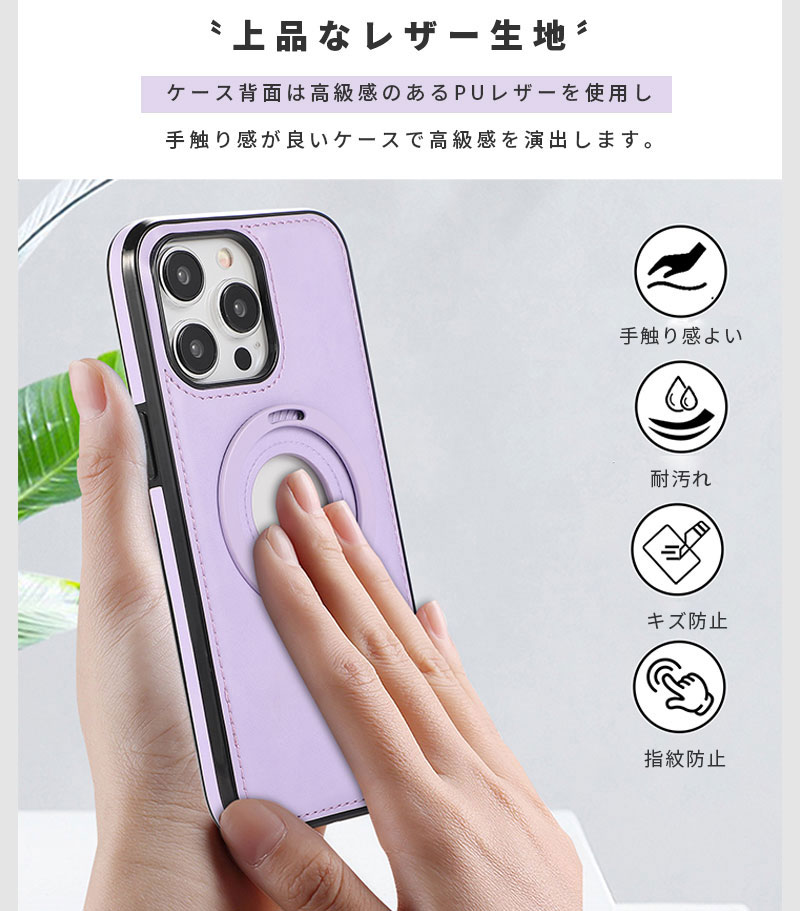 〝上品なレザー生地〞
ケース背面は高級感のあるPUレザーを使用し
手触り感が良いケースで高級感を演出します。
手触り感よい
耐汚れ
キズ防止
指紋防止